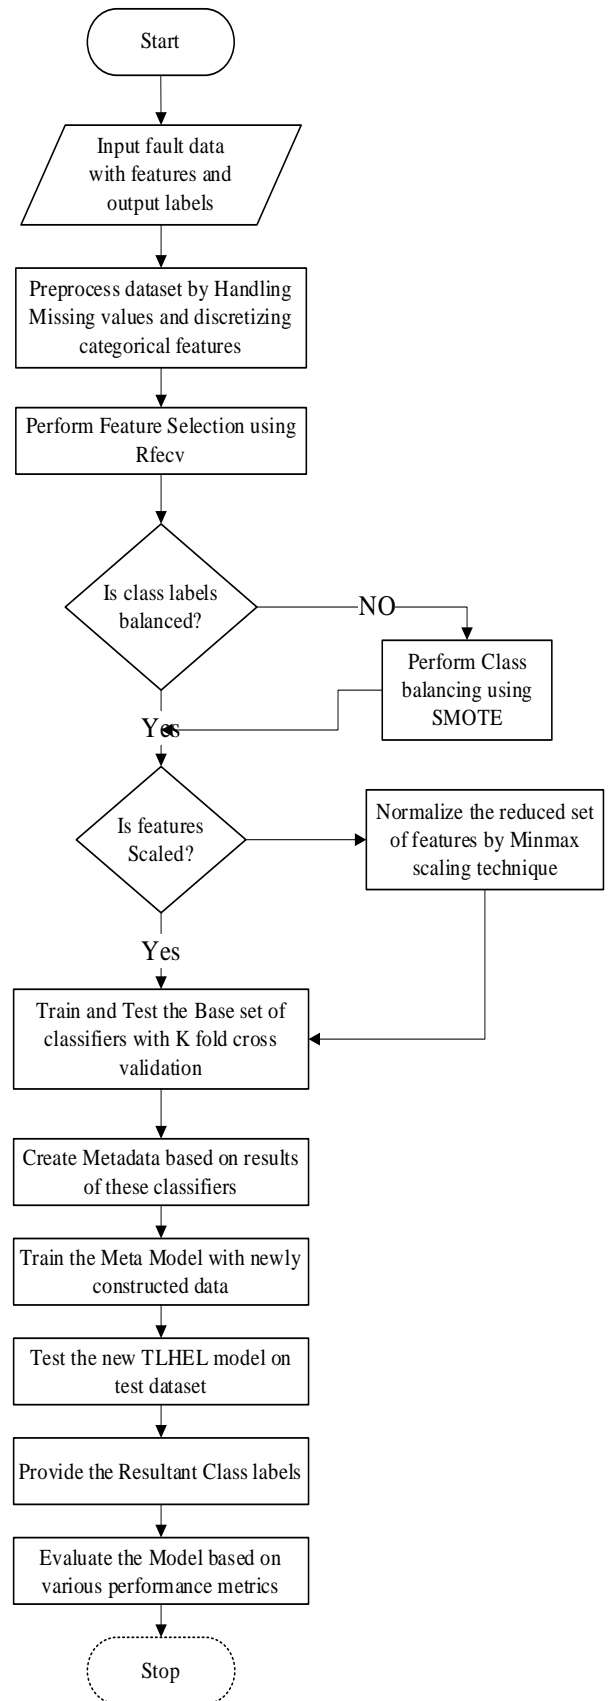 Start
Input fault data
with features and
output labels
Preprocess dataset by Handling
Missing values and discretizing
categorical features
Perform Feature Selection using
Rfecv
Is class labels
balanced?
NO
Perform Class
balancing using
SMOTE
Yes
Is features
Scaled?
Normalize the reduced set
of features by Minmax
scaling technique
Yes
Train and Test the Base set of
classifiers with K fold cross
validation
Create Metadata based on results
of these classifiers
Train the Meta Model with newly
constructed data
Test the new TLHEL model on
test dataset
Provide the Resultant Class labels
Evaluate the Model based on
various performance metrics
Stop